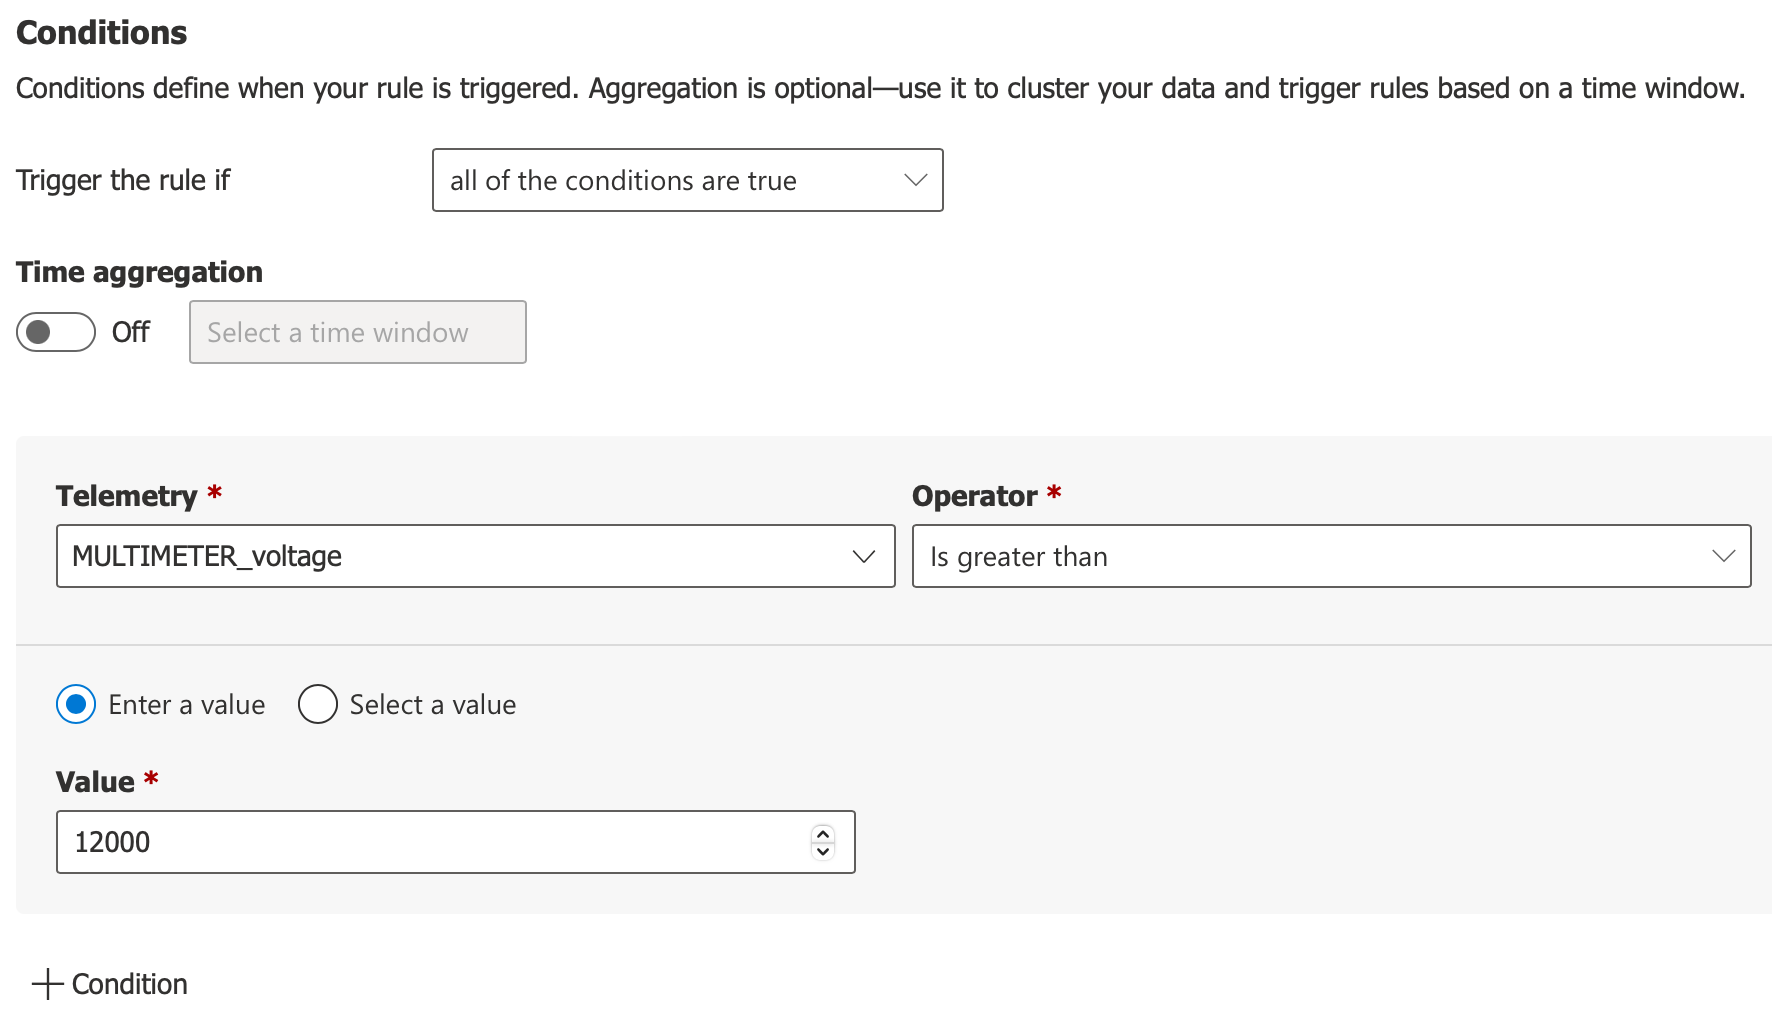 Conditions
Conditions define when your rule is triggered. Aggregation is optional—use it to cluster your data and trigger rules based on a time window.
Trigger the rule if
all of the conditions are true
Time aggregation
Off
Select a time window
Telemetry *
Operator *
MULTIMETER_voltage
Is greater than
Enter a value
Select a value
Value *
12000
Condition